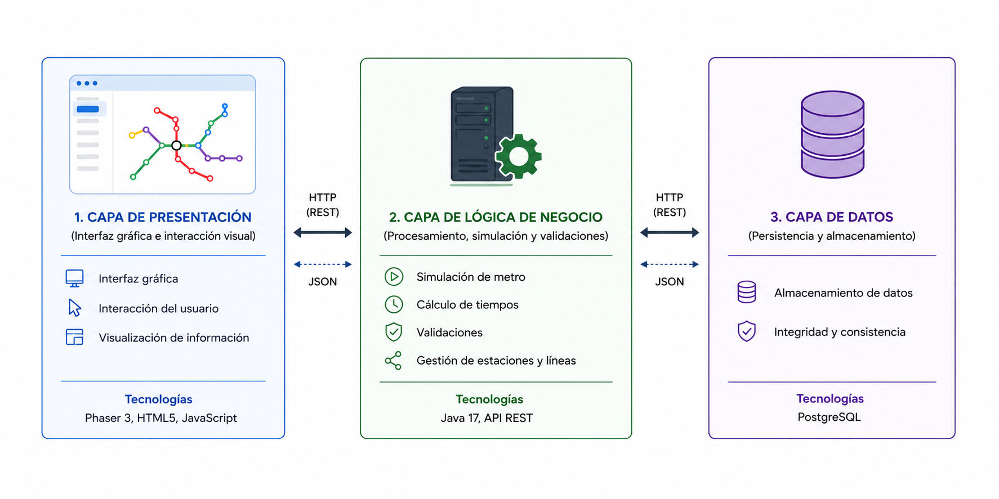 1. CAPA DE PRESENTACIÓN
(Interfaz gráfica e interacción visual)
Interfaz gráfica
Interacción del usuario
Visualización de información
Tecnologías
Phaser 3, HTML5, JavaScript
HTTP
(REST)
JSON
2. CAPA DE LÓGICA DE NEGOCIO
(Procesamiento, simulación y validaciones)
Simulación de metro
Cálculo de tiempos
Validaciones
Gestión de estaciones y líneas
Tecnologías
Java 17, API REST
HTTP
(REST)
JSON
3. CAPA DE DATOS
(Persistencia y almacenamiento)
Almacenamiento de datos
Integridad y consistencia
Tecnologías
PostgreSQL